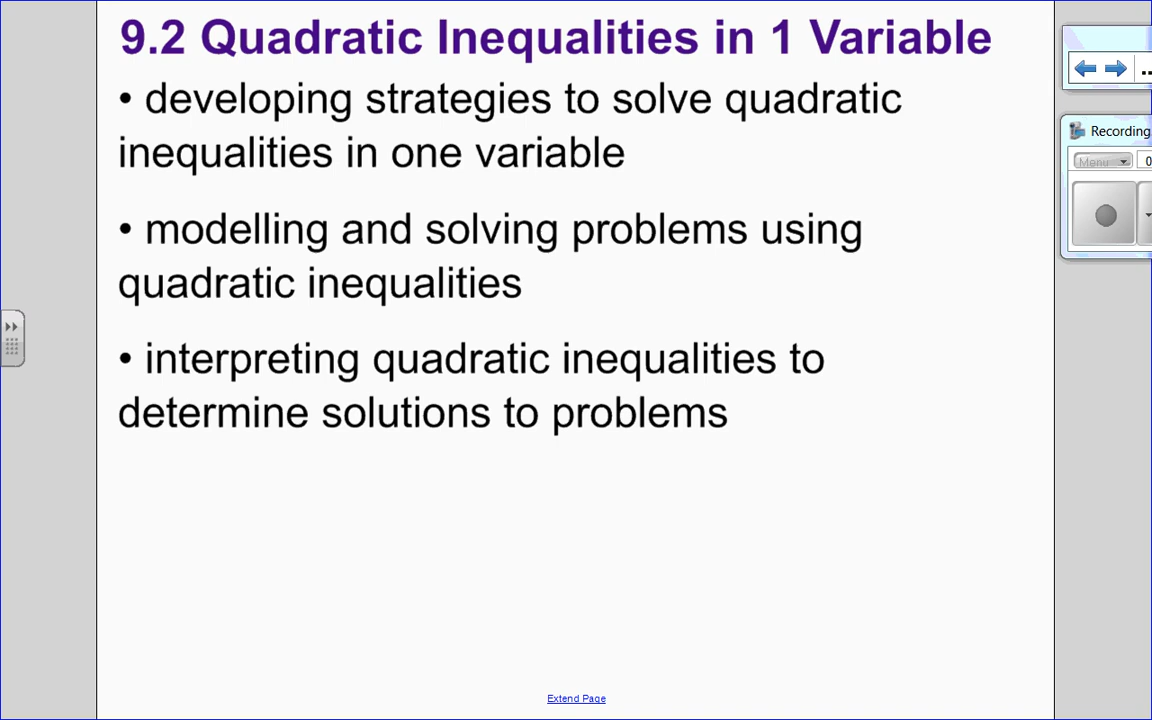 9.2 Quadratic Inequalities in 1 Variable
• developing strategies to solve quadratic
inequalities in one variable
• modelling and solving problems using
quadratic inequalities
• interpreting quadratic inequalities to
determine solutions to problems
Extend Page
Recording
Menu
0